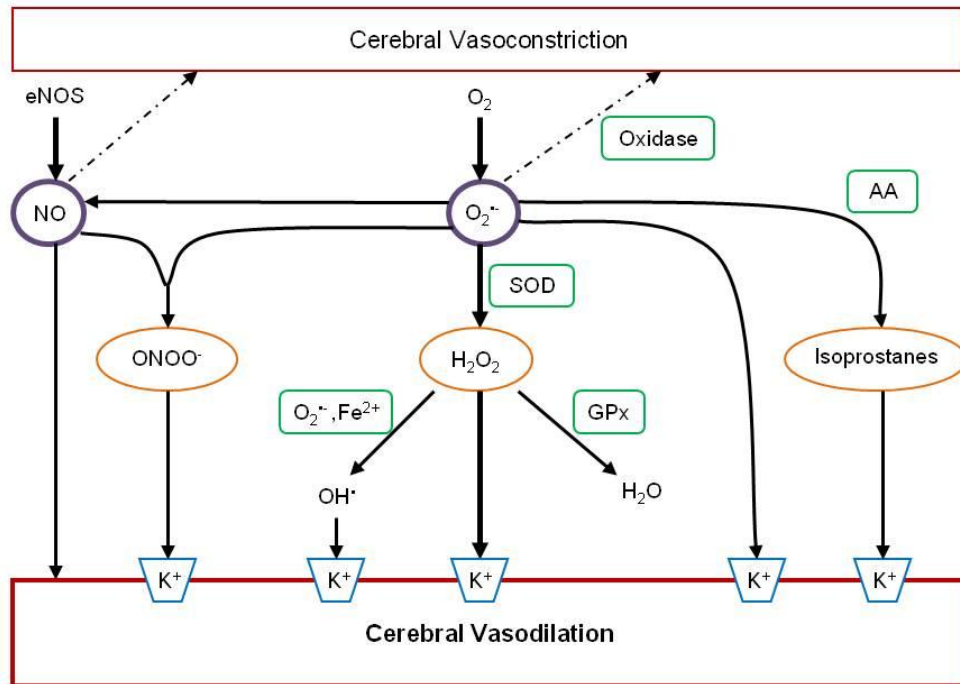 Cerebral Vasoconstriction
eNOS
O₂
Oxidase
AA
NO
O₂•-
SOD
ONOO-
H₂O₂
Isoprostanes
O₂•-,Fe²⁺
GPx
OH•
H₂O
K⁺
K⁺
K⁺
K⁺
K⁺
Cerebral Vasodilation